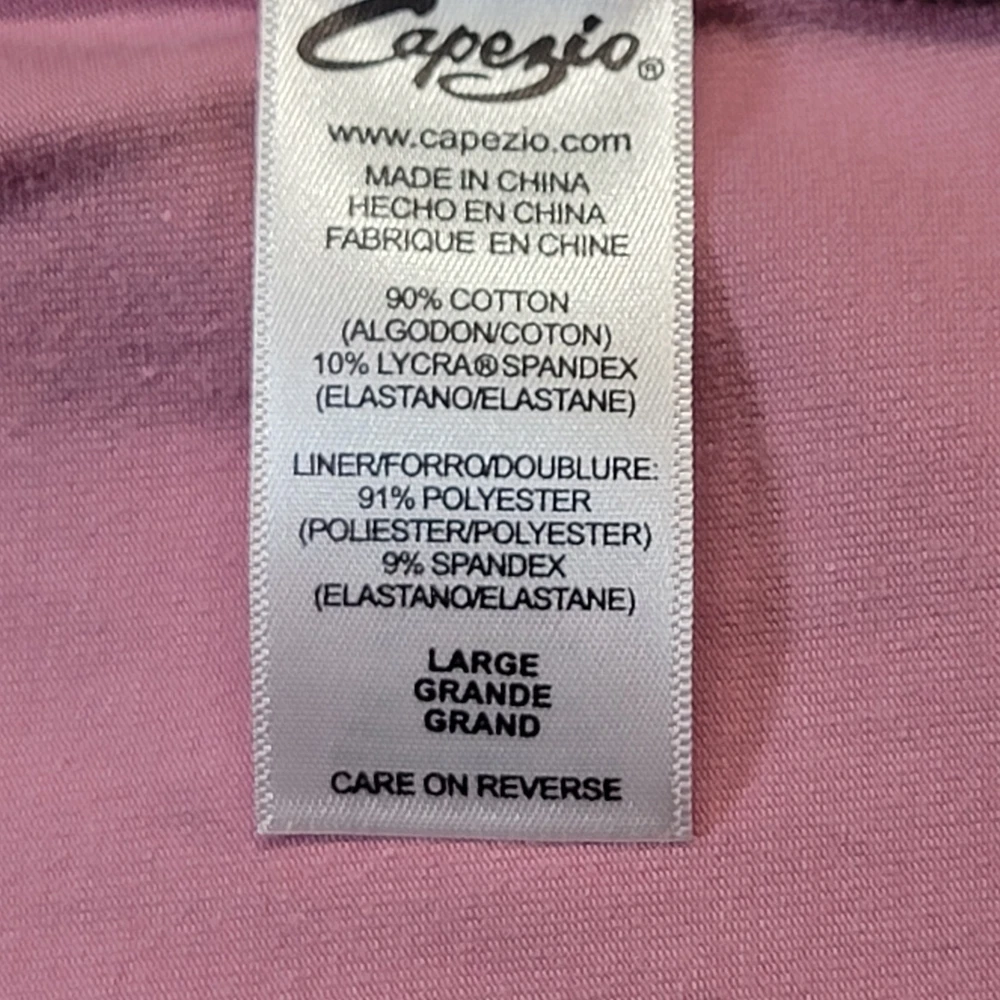 Capezio®
www.capezio.com
MADE IN CHINA
HECHO EN CHINA
FABRIQUE EN CHINE
90% COTTON
(ALGODON/COTON)
10% LYCRA® SPANDEX
(ELASTANO/ELASTANE)
LINER/FORRO/DOUBLURE:
91% POLYESTER
(POLIESTER/POLYESTER)
9% SPANDEX
(ELASTANO/ELASTANE)
LARGE
GRANDE
GRAND
CARE ON REVERSE